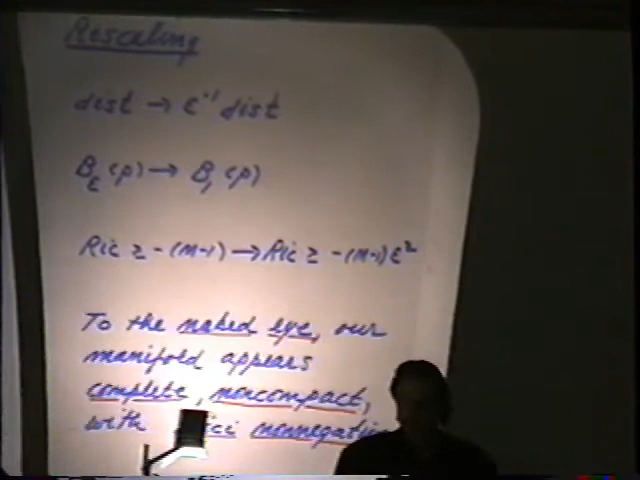 Rescaling
dist → ε⁻¹ dist
B_ε(p) → B₁(p)
Ric ≥ -(n-1) → Ric ≥ -(n-1)ε²
To the naked eye, our
manifold appears
complete, noncompact,
with